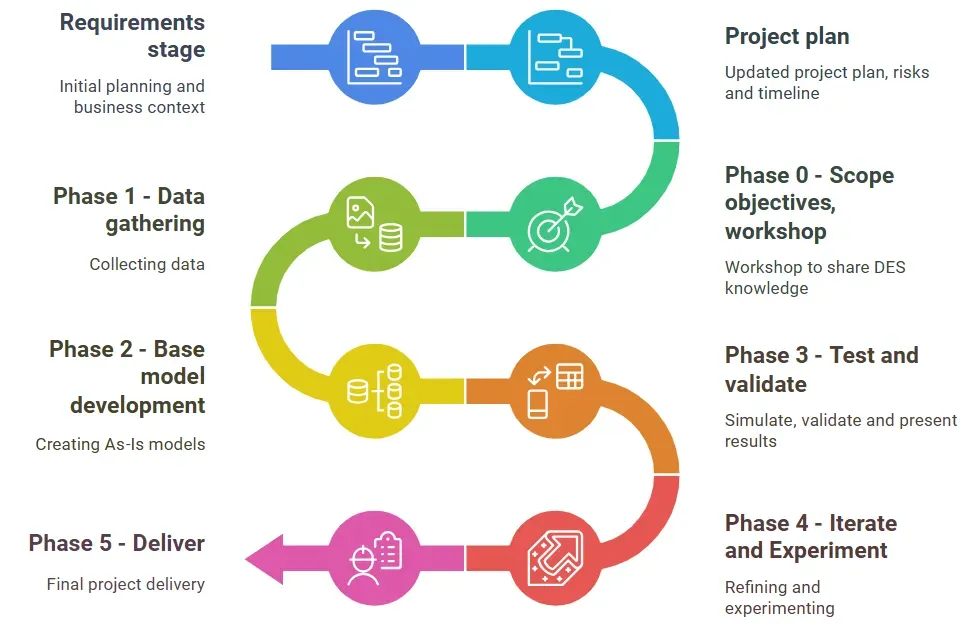 Requirements
stage
Initial planning and
business context
Project plan
Updated project plan, risks
and timeline
Phase 0 - Scope
objectives,
workshop
Workshop to share DES
knowledge
Phase 1 - Data
gathering
Collecting data
Phase 2 - Base
model
development
Creating As-Is models
Phase 3 - Test and
validate
Simulate, validate and present
results
Phase 4 - Iterate
and Experiment
Refining and
experimenting
Phase 5 - Deliver
Final project delivery